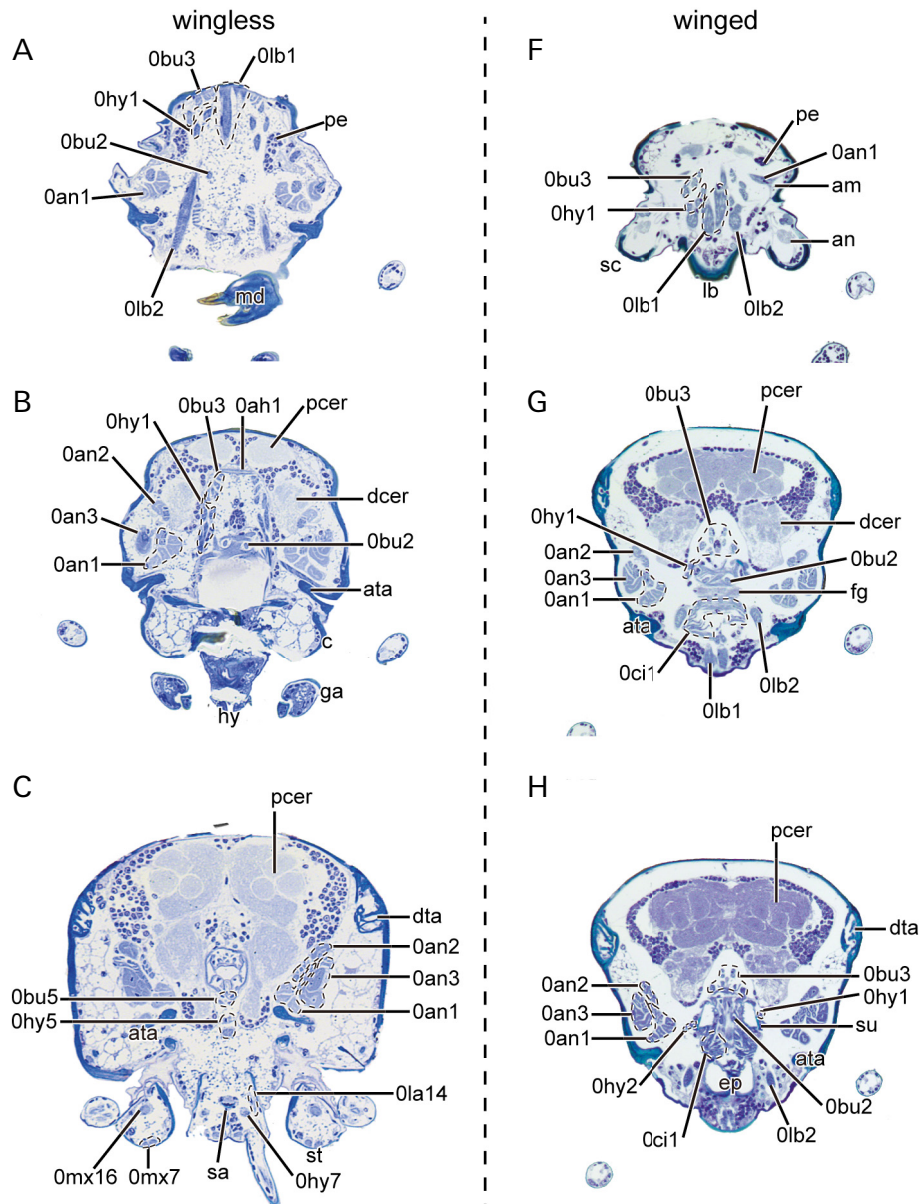 wingless
A
0bu3
0lb1
0hy1
0bu2
pe
0an1
0lb2
md
B
0bu3
0ah1
0hy1
pcer
0an2
dcer
0an3
0bu2
0an1
ata
c
ga
hy
C
pcer
dta
0an2
0an3
0bu5
0an1
0hy5
ata
0la14
st
0mx16
0mx7
sa
0hy7
winged
F
pe
0an1
0bu3
am
0hy1
an
sc
lb
0lb1
0lb2
G
0bu3
pcer
0hy1
dcer
0an2
0bu2
0an3
fg
0an1
ata
0ci1
0lb2
0lb1
H
pcer
dta
0bu3
0an2
0hy1
0an3
su
0an1
ata
0hy2
ep
0bu2
0ci1
0lb2